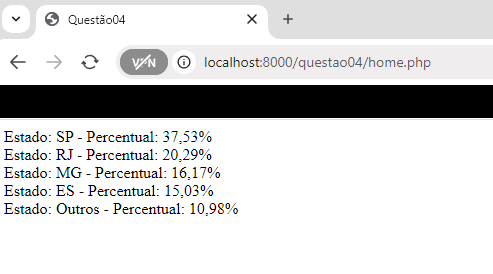 Questão04
VPN
localhost:8000/questao04/home.php
Estado: SP - Percentual: 37,53%
Estado: RJ - Percentual: 20,29%
Estado: MG - Percentual: 16,17%
Estado: ES - Percentual: 15,03%
Estado: Outros - Percentual: 10,98%